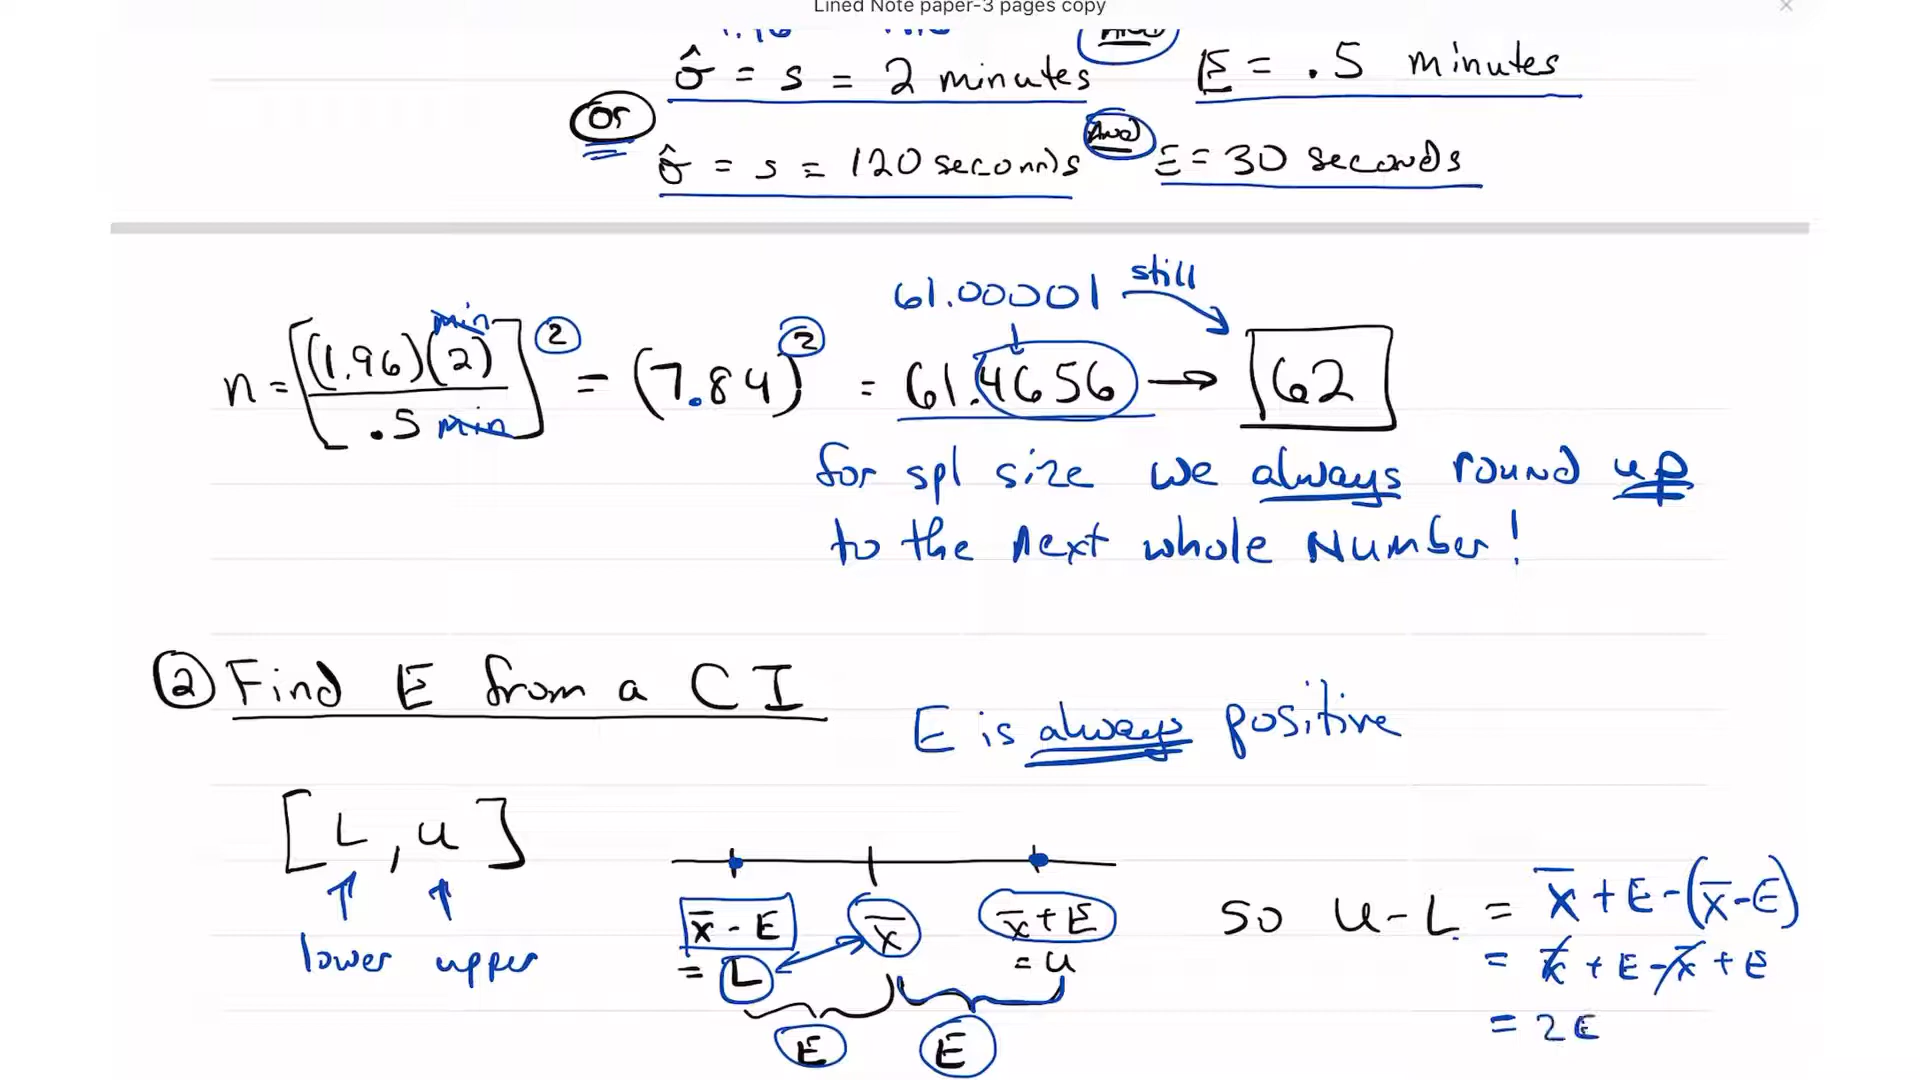 Lined Note paper-3 pages copy ×
σ̂ = s = 2 minutes E = .5 minutes
Or
σ̂ = s = 120 seconds And E = 30 seconds
61.00001 still
n = [(1.96)(2) min / .5 min]² = (7.84)² = 61.4656 → 62
for spl size we always round up
to the next whole Number!
② Find E from a CI
E is always positive
[L, u]
lower upper
x̄ - E x̄ x̄ + E
= L = u
E E
so u - L = x̄ + E - (x̄ - E)
= x̄ + E - x̄ + E
= 2E